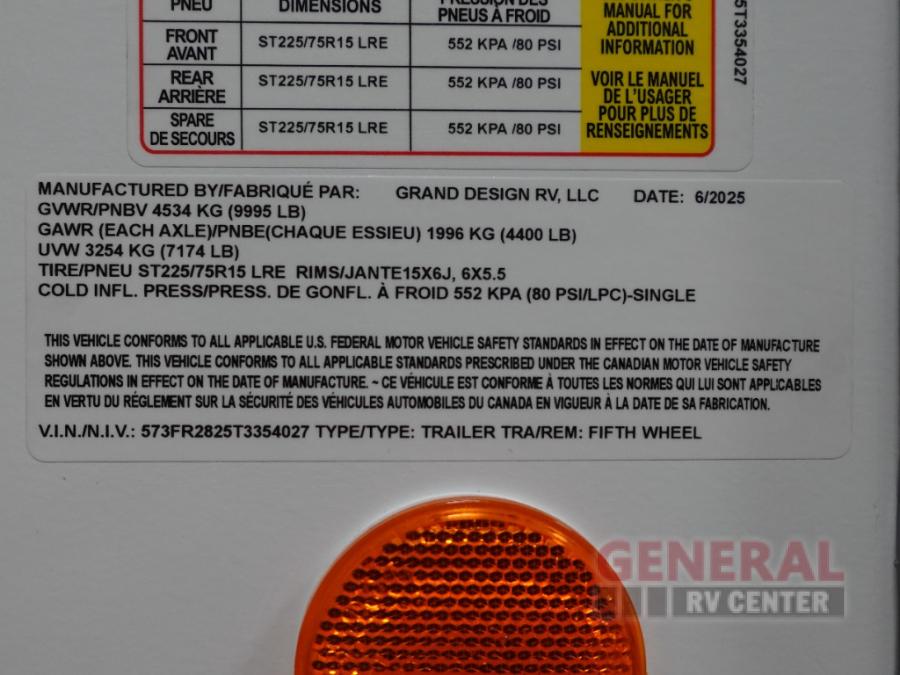 PNEU DIMENSIONS PRESSION DES
PNEUS À FROID
MANUAL FOR
ADDITIONAL
INFORMATION
FRONT
AVANT
ST225/75R15 LRE 552 KPA /80 PSI
REAR
ARRIÈRE
ST225/75R15 LRE 552 KPA /80 PSI
SPARE
DE SECOURS
ST225/75R15 LRE 552 KPA /80 PSI
VOIR LE MANUEL
DE L'USAGER
POUR PLUS DE
RENSEIGNEMENTS
5T3354027
MANUFACTURED BY/FABRIQUÉ PAR: GRAND DESIGN RV, LLC DATE: 6/2025
GVWR/PNBV 4534 KG (9995 LB)
GAWR (EACH AXLE)/PNBE(CHAQUE ESSIEU) 1996 KG (4400 LB)
UVW 3254 KG (7174 LB)
TIRE/PNEU ST225/75R15 LRE RIMS/JANTE15X6J, 6X5.5
COLD INFL. PRESS/PRESS. DE GONFL. À FROID 552 KPA (80 PSI/LPC)-SINGLE
THIS VEHICLE CONFORMS TO ALL APPLICABLE U.S. FEDERAL MOTOR VEHICLE SAFETY STANDARDS IN EFFECT ON THE DATE OF MANUFACTURE
SHOWN ABOVE. THIS VEHICLE CONFORMS TO ALL APPLICABLE STANDARDS PRESCRIBED UNDER THE CANADIAN MOTOR VEHICLE SAFETY
REGULATIONS IN EFFECT ON THE DATE OF MANUFACTURE. ~ CE VÉHICULE EST CONFORME À TOUTES LES NORMES QUI LUI SONT APPLICABLES
EN VERTU DU RÉGLEMENT SUR LA SÉCURITÉ DES VÉHICULES AUTOMOBILES DU CANADA EN VIGUEUR À LA DATE DE SA FABRICATION.
V.I.N./N.I.V.: 573FR2825T3354027 TYPE/TYPE: TRAILER TRA/REM: FIFTH WHEEL
GENERAL
RV CENTER